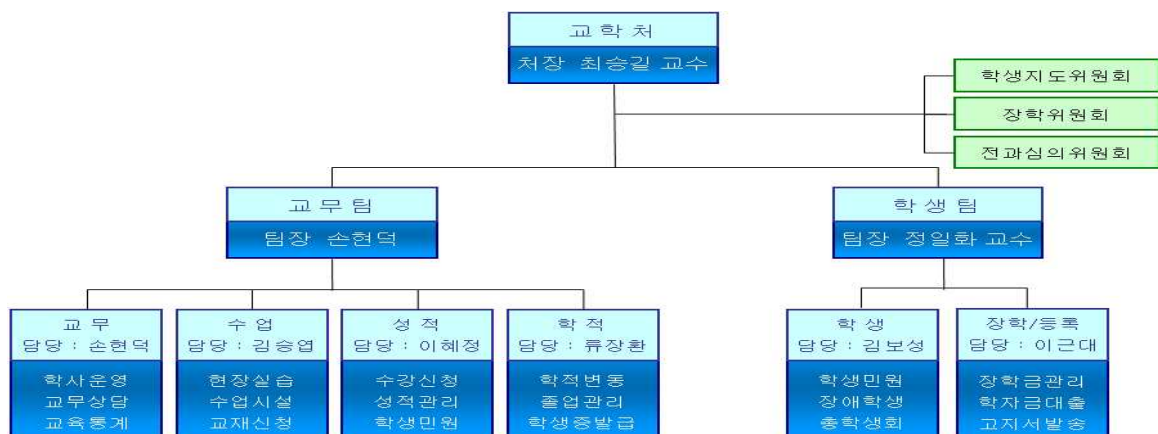 교 학 처
처장 최승길 교수
학생지도위원회
장학위원회
전과심의위원회
교 무 팀
팀장 손현덕
학 생 팀
팀장 정일화 교수
교 무
담당 : 손현덕
학사운영
교무상담
교육통계
수 업
담당 : 김승엽
현장실습
수업시설
교재신청
성 적
담당 : 이혜정
수강신청
성적관리
학생민원
학 적
담당 : 류장환
학적변동
졸업관리
학생증발급
학 생
담당 : 김보성
학생민원
장애학생
총학생회
장학/등록
담당 : 이근대
장학금관리
학자금대출
고지서발송